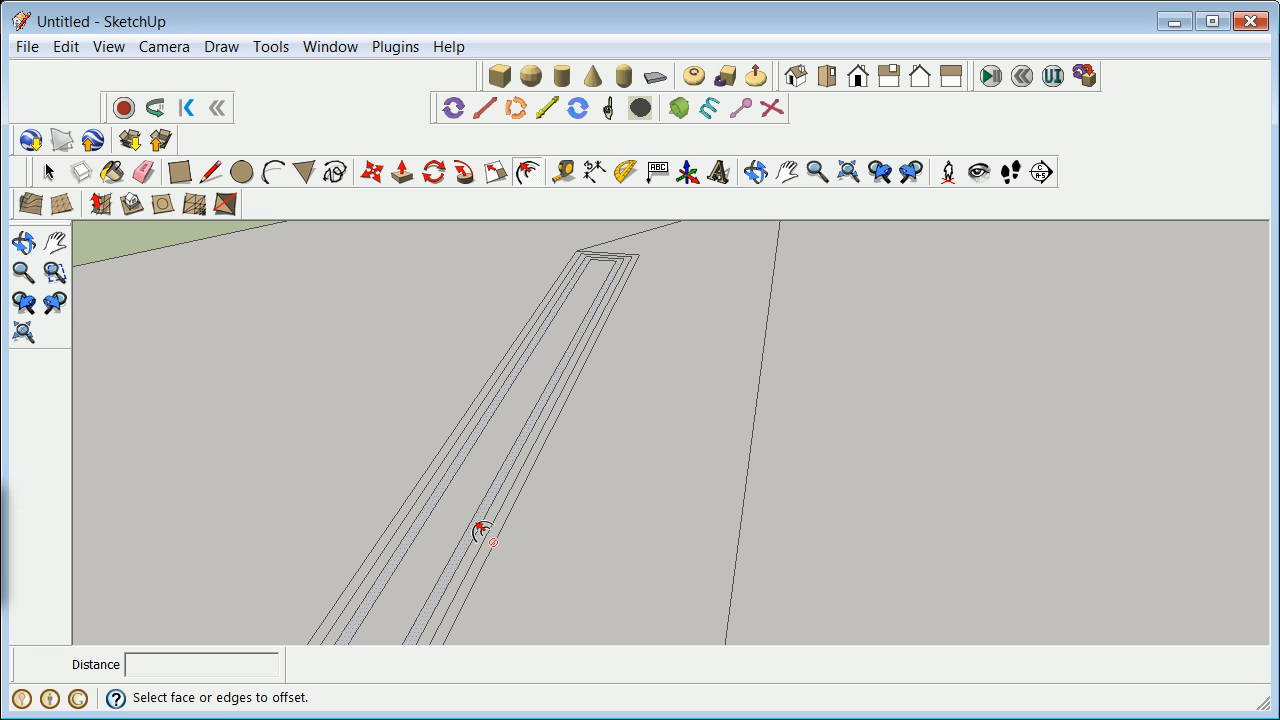 Untitled - SketchUp
File Edit View Camera Draw Tools Window Plugins Help
UI
ABC
Distance
Select face or edges to offset.